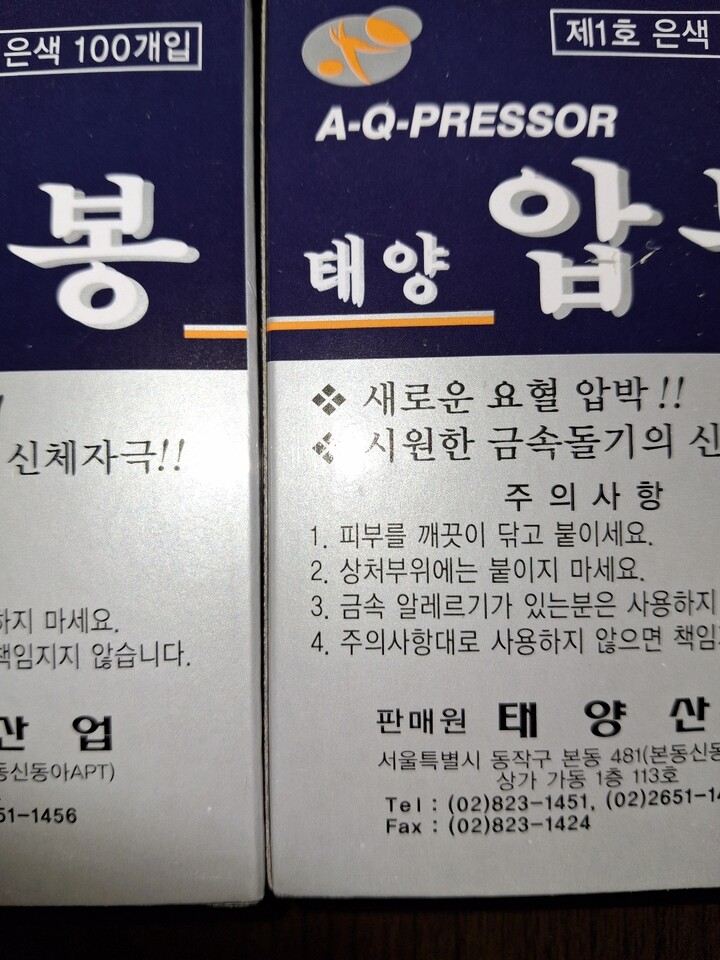 은색 100개입
봉
신체자극!!
하지 마세요.
책임지지 않습니다.
산 업
동신동아APT)
51-1456
제1호 은색
A-Q-PRESSOR
태양 압
새로운 요혈 압박!!
시원한 금속돌기의 신
주 의 사 항
1. 피부를 깨끗이 닦고 붙이세요.
2. 상처부위에는 붙이지 마세요.
3. 금속 알레르기가 있는분은 사용하지
4. 주의사항대로 사용하지 않으면 책임
판매원 태 양 산
서울특별시 동작구 본동 481(본동신동
상가 가동 1층 113호
Tel : (02)823-1451, (02)2651-14
Fax : (02)823-1424